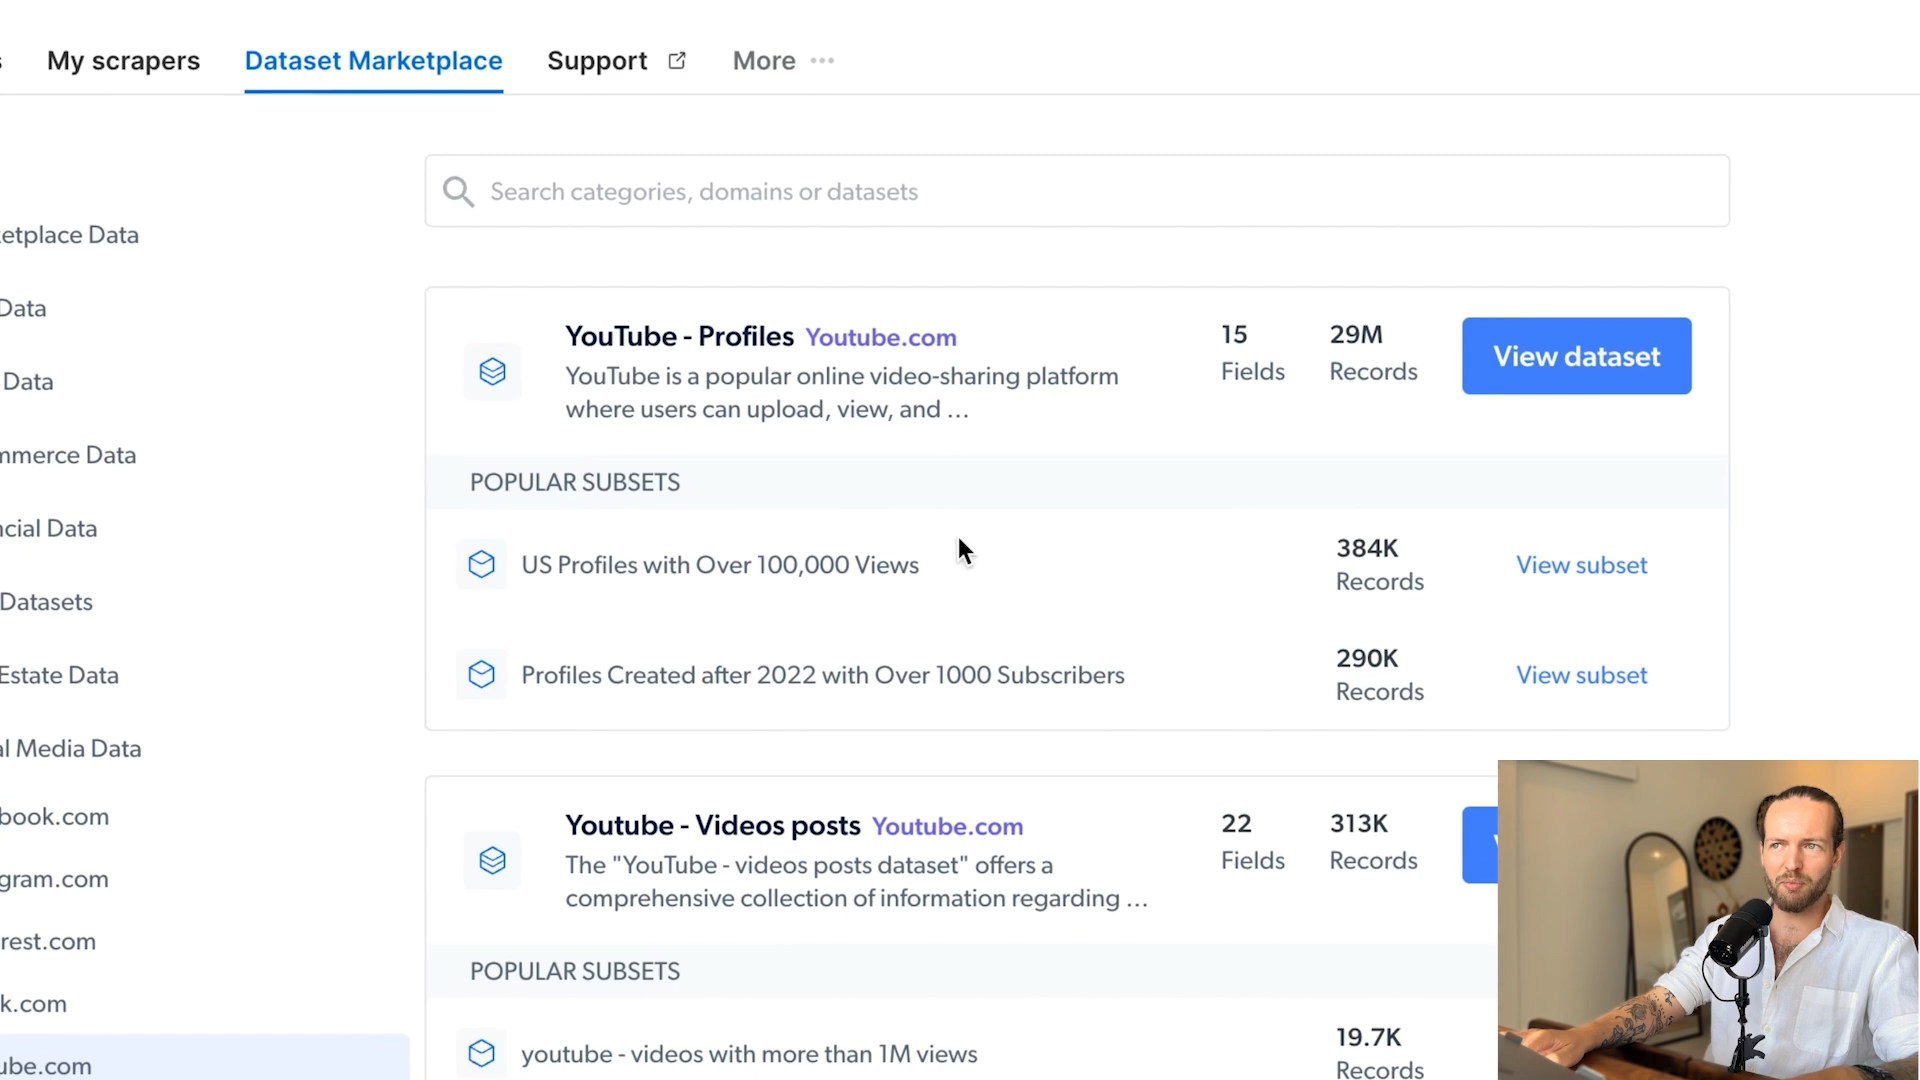 My scrapers Dataset Marketplace Support More
Search categories, domains or datasets
etplace Data
Data
Data
mmerce Data
ncial Data
Datasets
Estate Data
al Media Data
book.com
gram.com
rest.com
k.com
ube.com
YouTube - Profiles Youtube.com
YouTube is a popular online video-sharing platform
where users can upload, view, and ...
15
Fields
29M
Records
View dataset
POPULAR SUBSETS
US Profiles with Over 100,000 Views
384K
Records
View subset
Profiles Created after 2022 with Over 1000 Subscribers
290K
Records
View subset
Youtube - Videos posts Youtube.com
The "YouTube - videos posts dataset" offers a
comprehensive collection of information regarding ...
22
Fields
313K
Records
POPULAR SUBSETS
youtube - videos with more than 1M views
19.7K
Records